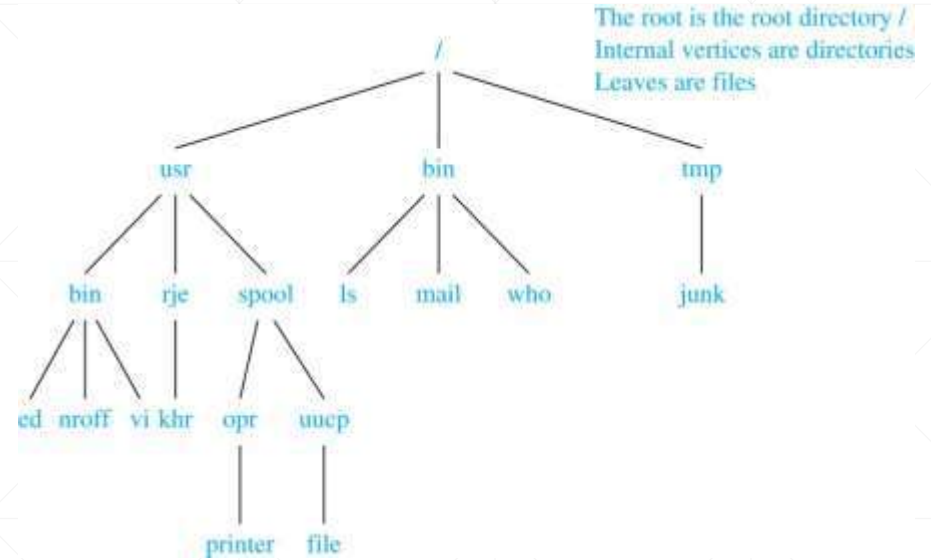 The root is the root directory /
/
Internal vertices are directories
Leaves are files
usr bin tmp
bin rje spool ls mail who junk
ed nroff vi khr opr uucp
printer file